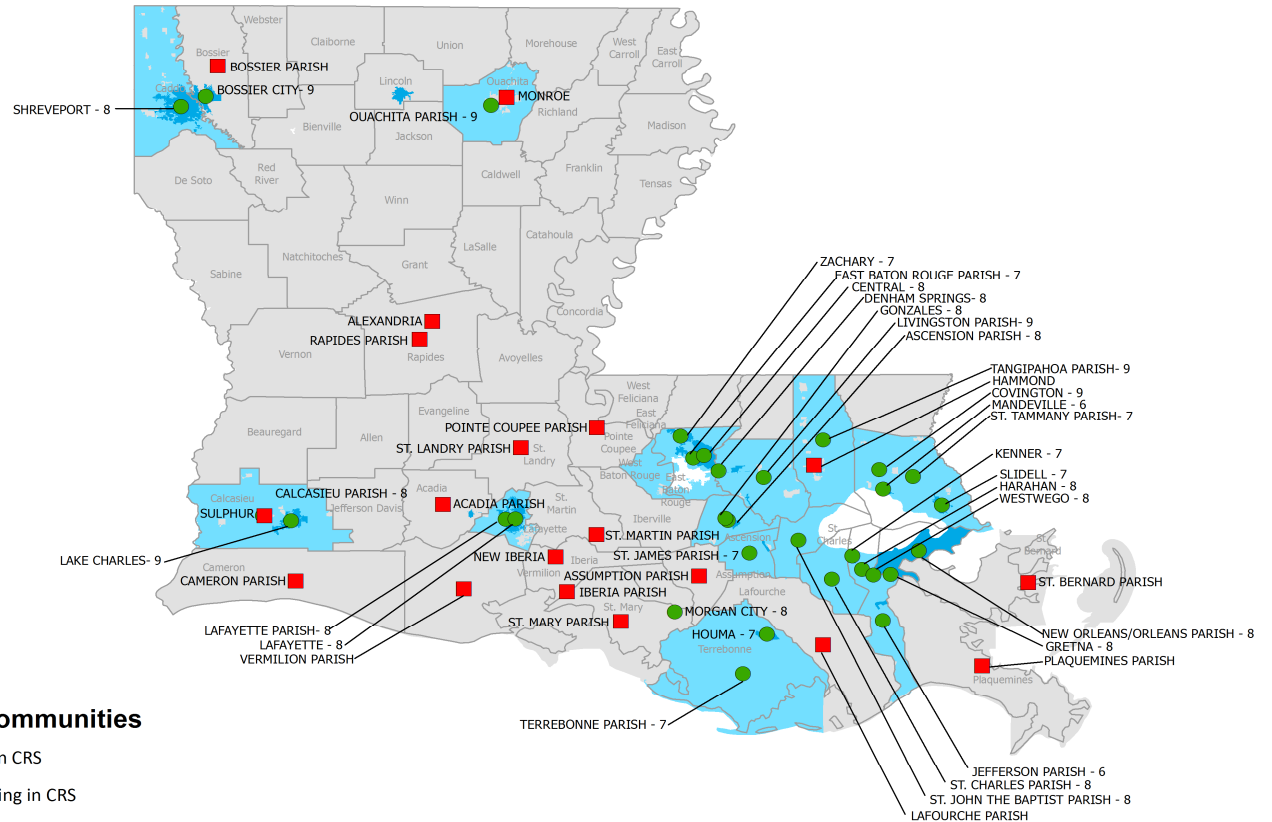 Webster
Claiborne
Union
Morehouse
West
Carroll
East
Carroll
Bossier
BOSSIER PARISH
BOSSIER CITY- 9
SHREVEPORT - 8
Lincoln
Ouachita
MONROE
OUACHITA PARISH - 9
Richland
Bienville
Jackson
Madison
De Soto
Red
River
Caldwell
Franklin
Tensas
Winn
Catahoula
LaSalle
Natchitoches
Grant
Sabine
Concordia
ZACHARY - 7
EAST BATON ROUGE PARISH - 7
CENTRAL - 8
DENHAM SPRINGS- 8
GONZALES - 8
LIVINGSTON PARISH- 9
ASCENSION PARISH - 8
ALEXANDRIA
RAPIDES PARISH
Rapides
Vernon
Avoyelles
TANGIPAHOA PARISH- 9
HAMMOND
COVINGTON - 9
MANDEVILLE - 6
ST. TAMMANY PARISH- 7
West
Feliciana
East
Feliciana
Evangeline
Beauregard
Allen
POINTE COUPEE PARISH
Pointe
Coupee
ST. LANDRY PARISH
St.
Landry
West
Baton Rouge
East-
Baton
Rouge
KENNER - 7
SLIDELL - 7
HARAHAN - 8
WESTWEGO - 8
Calcasieu
CALCASIEU PARISH - 8
Jefferson Davis
Acadia
ACADIA PARISH
St.
Martin
Lafayette
Iberville
SULPHUR
ST. MARTIN PARISH
Ascension
St.
Charles
St.
Bernard
LAKE CHARLES- 9
NEW IBERIA
Iberia
ST. JAMES PARISH - 7
Cameron
CAMERON PARISH
Vermilion
ASSUMPTION PARISH
Assumption
IBERIA PARISH
Lafourche
ST. BERNARD PARISH
St. Mary
ST. MARY PARISH
MORGAN CITY - 8
LAFAYETTE PARISH- 8
LAFAYETTE - 8
VERMILION PARISH
HOUMA - 7
Terrebonne
NEW ORLEANS/ORLEANS PARISH - 8
GRETNA - 8
PLAQUEMINES PARISH
Plaquemines
TERREBONNE PARISH - 7
ommunities
n CRS
ing in CRS
JEFFERSON PARISH - 6
ST. CHARLES PARISH - 8
ST. JOHN THE BAPTIST PARISH - 8
LAFOURCHE PARISH